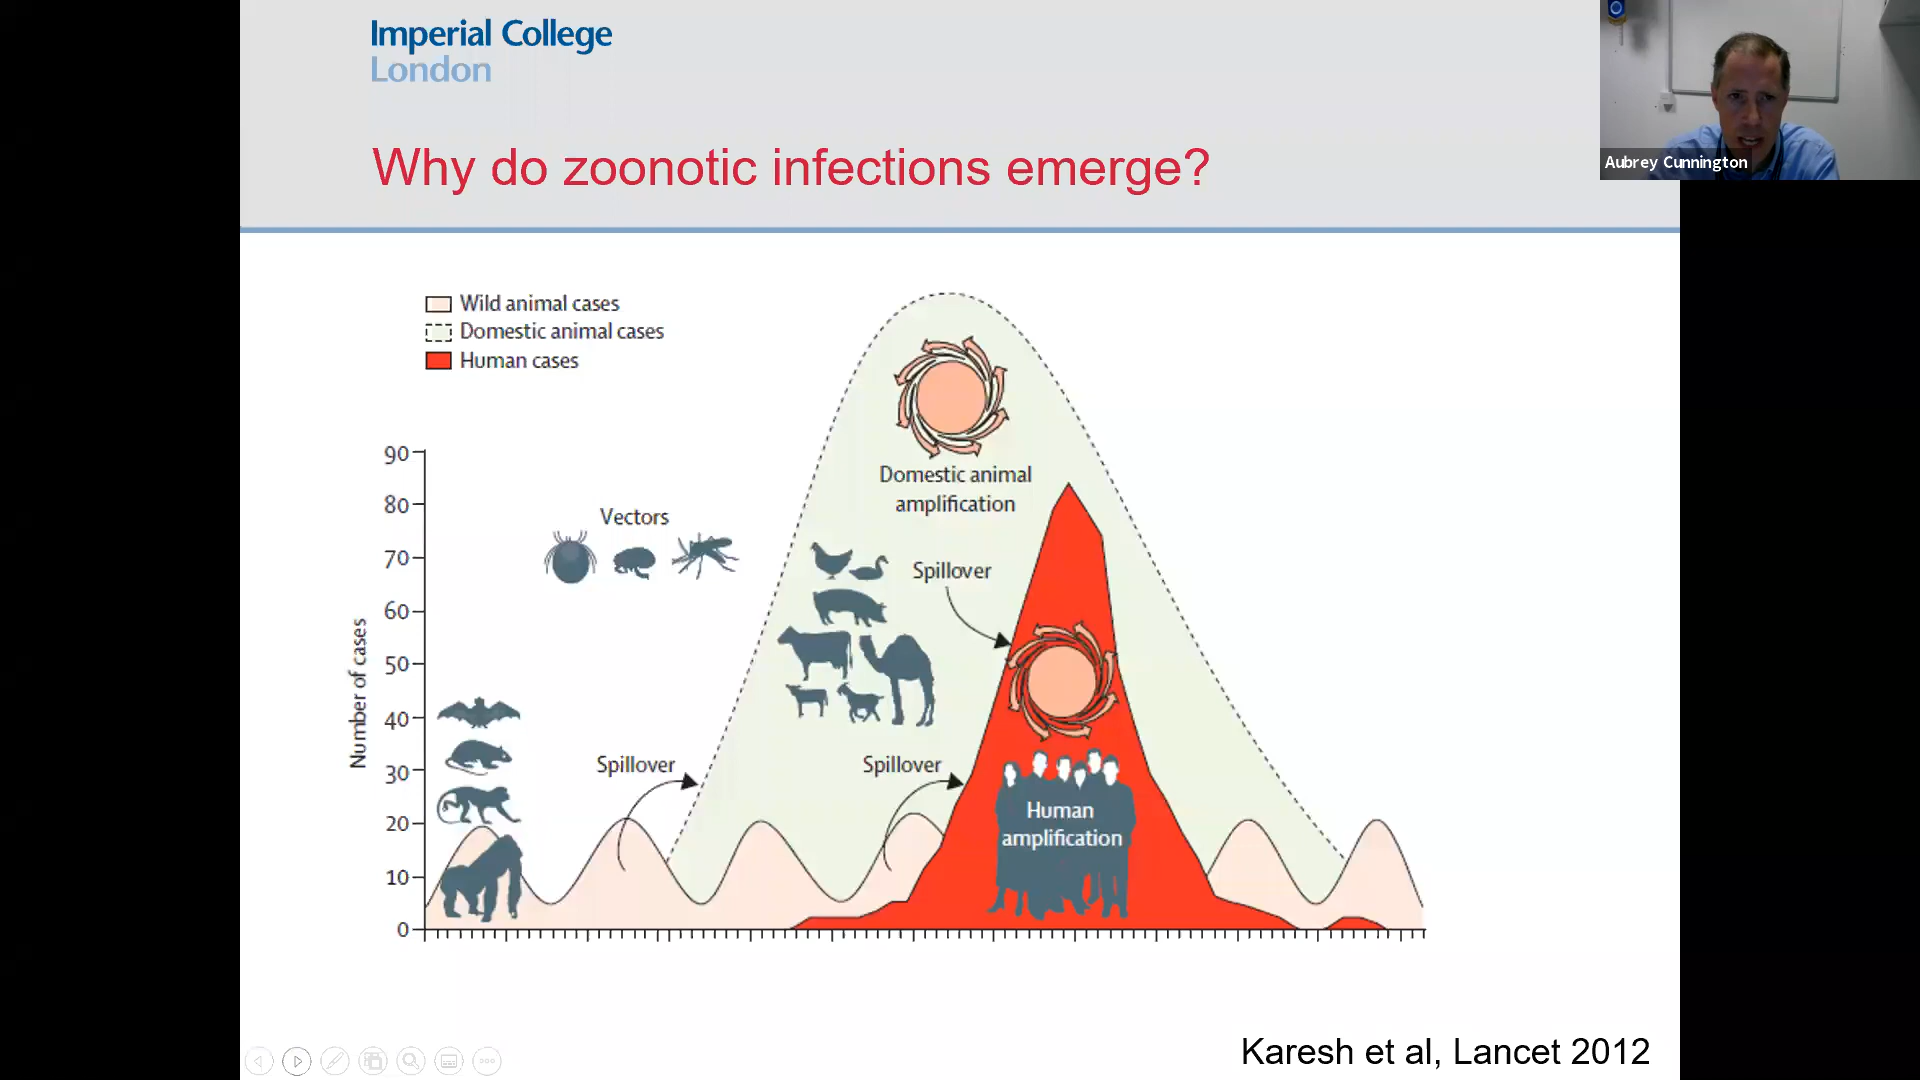 Imperial College
London
Aubrey Cunnington
Why do zoonotic infections emerge?
Wild animal cases
Domestic animal cases
Human cases
Number of cases
90
80
70
60
50
40
30
20
10
0
Vectors
Domestic animal
amplification
Spillover
Spillover
Spillover
Human
amplification
Karesh et al, Lancet 2012